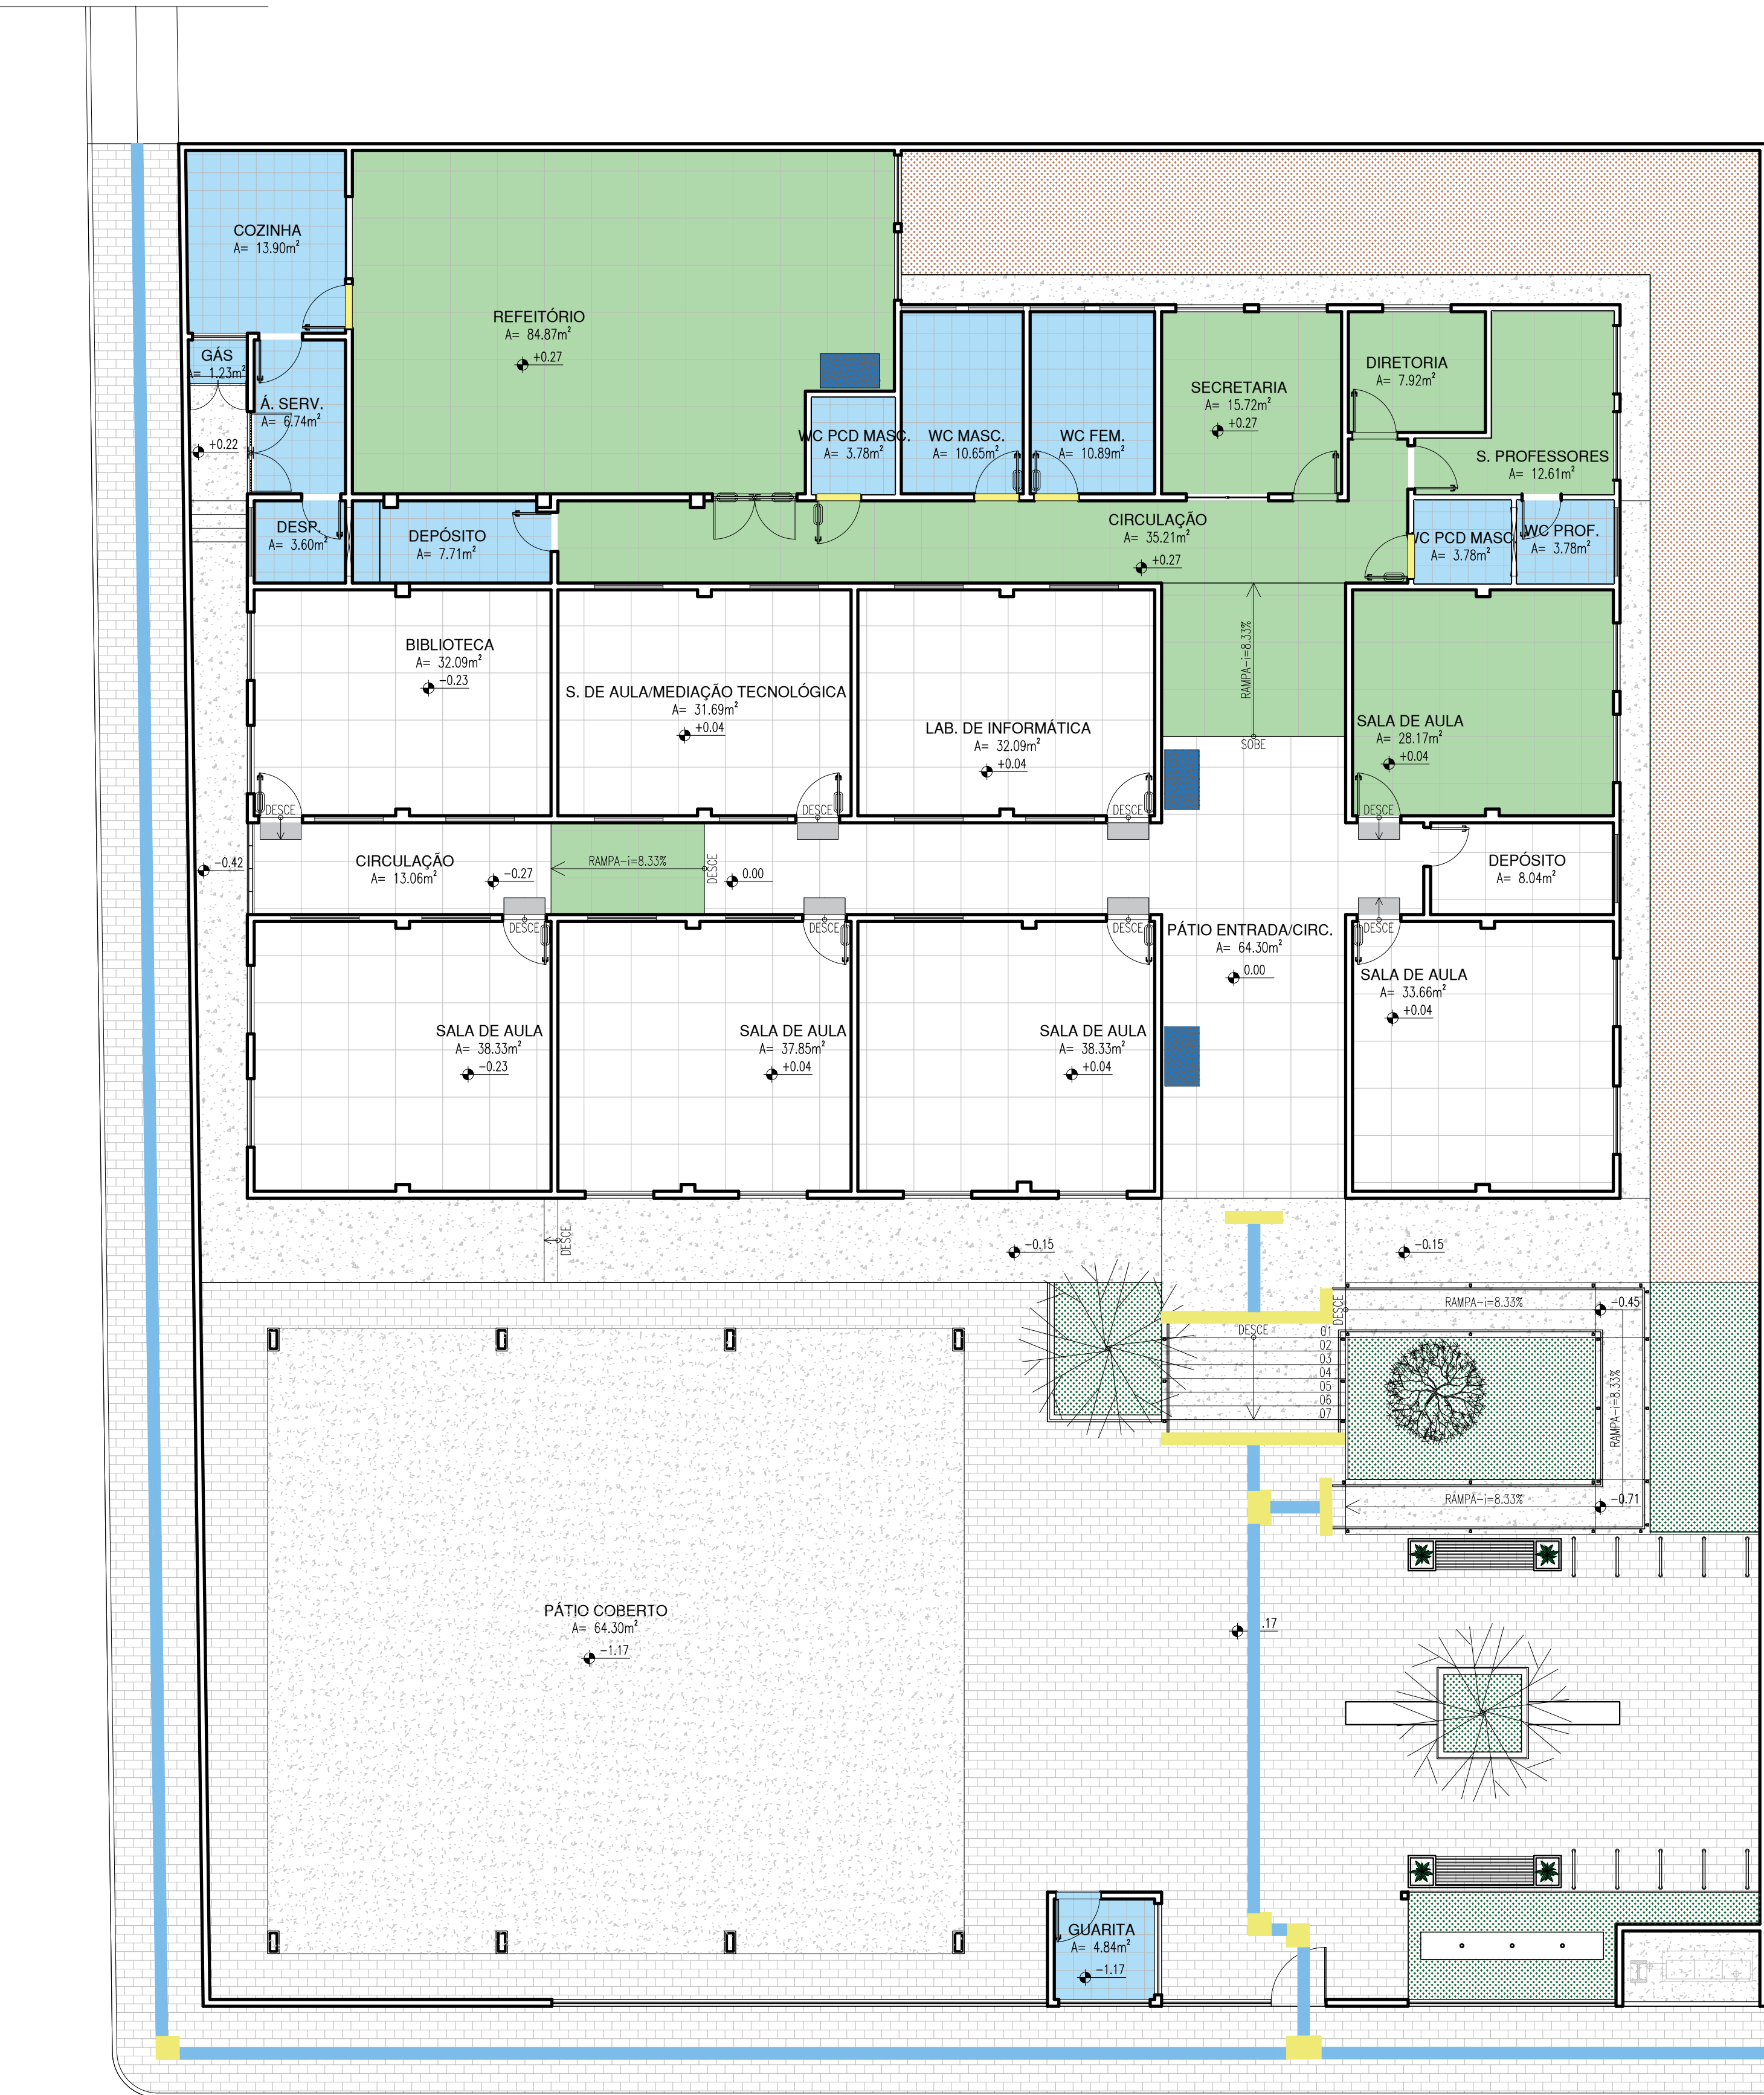 COZINHA
A= 13.90m²
REFEITÓRIO
A= 84.87m²
+0.27
GÁS
A= 1.23m²
Á. SERV.
A= 6.74m²
+0.22
WC PCD MASC.
A= 3.78m²
WC MASC.
A= 10.65m²
WC FEM.
A= 10.89m²
SECRETARIA
A= 15.72m²
+0.27
DIRETORIA
A= 7.92m²
S. PROFESSORES
A= 12.61m²
DESP.
A= 3.60m²
DEPÓSITO
A= 7.71m²
CIRCULAÇÃO
A= 35.21m²
+0.27
WC PCD MASC.
A= 3.78m²
WC PROF.
A= 3.78m²
BIBLIOTECA
A= 32.09m²
-0.23
S. DE AULA/MEDIAÇÃO TECNOLÓGICA
A= 31.69m²
+0.04
LAB. DE INFORMÁTICA
A= 32.09m²
+0.04
RAMPA-i=8.33%
SOBE
SALA DE AULA
A= 28.17m²
+0.04
DESCE
DESCE
DESCE
DESCE
-0.42
CIRCULAÇÃO
A= 13.06m²
-0.27
RAMPA-i=8.33%
DESCE
0.00
DEPÓSITO
A= 8.04m²
DESCE
DESCE
DESCE
DESCE
PÁTIO ENTRADA/CIRC.
A= 64.30m²
0.00
SALA DE AULA
A= 33.66m²
+0.04
SALA DE AULA
A= 38.33m²
-0.23
SALA DE AULA
A= 37.85m²
+0.04
SALA DE AULA
A= 38.33m²
+0.04
DESCE
-0.15
-0.15
DESCE
RAMPA-i=8.33%
-0.45
DESCE
01
02
03
04
05
06
07
RAMPA-i=8.33%
RAMPA-i=8.33%
-0.71
PÁTIO COBERTO
A= 64.30m²
-1.17
.17
GUARITA
A= 4.84m²
-1.17